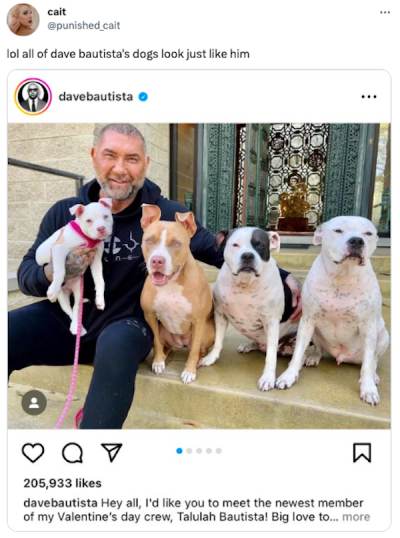 cait
@punished_cait
lol all of dave bautista's dogs look just like him
davebautista
205,933 likes
davebautista Hey all, I'd like you to meet the newest member
of my Valentine's day crew, Talulah Bautista! Big love to... more